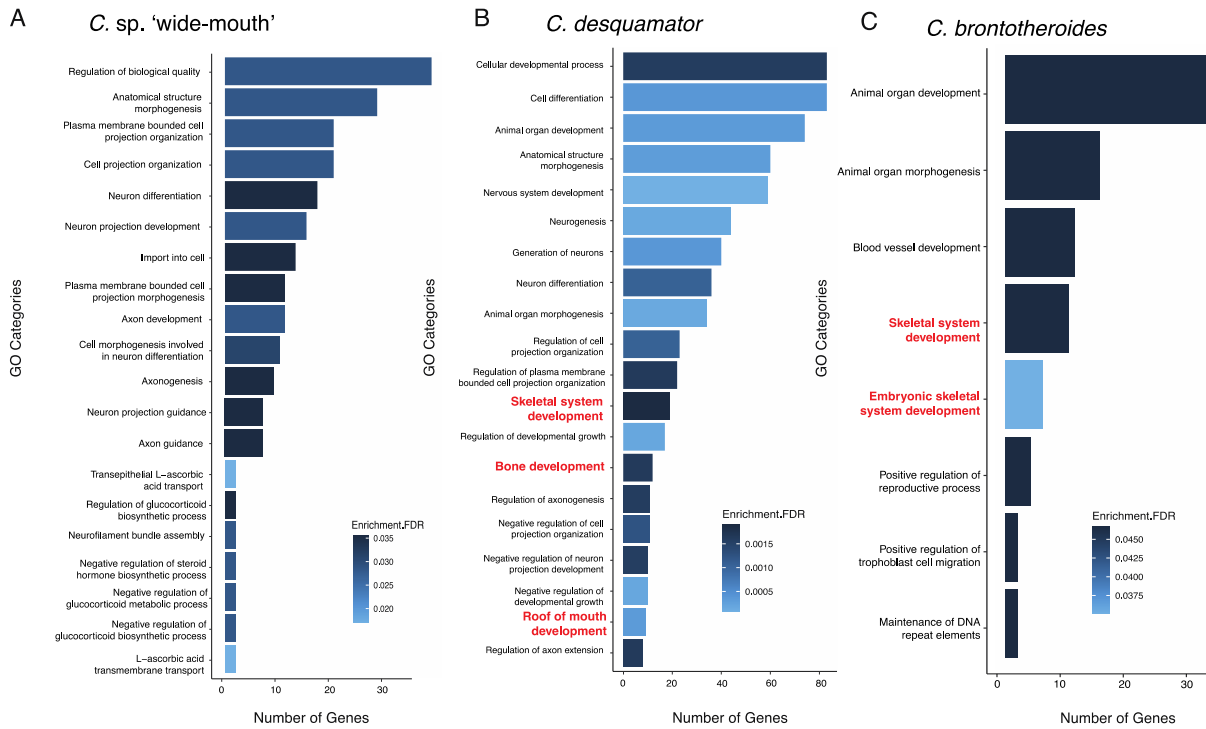 A
C. sp. ‘wide-mouth’
GO Categories
Regulation of biological quality
Anatomical structure
morphogenesis
Plasma membrane bounded cell
projection organization
Cell projection organization
Neuron differentiation
Neuron projection development
Import into cell
Plasma membrane bounded cell
projection morphogenesis
Axon development
Cell morphogenesis involved
in neuron differentiation
Axonogenesis
Neuron projection guidance
Axon guidance
Transepithelial L−ascorbic
acid transport
Regulation of glucocorticoid
biosynthetic process
Neurofilament bundle assembly
Negative regulation of steroid
hormone biosynthetic process
Negative regulation of
glucocorticoid metabolic process
Negative regulation of
glucocorticoid biosynthetic process
L−ascorbic acid
transmembrane transport
Enrichment.FDR
0.035
0.030
0.025
0.020
0 10 20 30
Number of Genes
B
C. desquamator
GO Categories
Cellular developmental process
Cell differentiation
Animal organ development
Anatomical structure
morphogenesis
Nervous system development
Neurogenesis
Generation of neurons
Neuron differentiation
Animal organ morphogenesis
Regulation of cell
projection organization
Regulation of plasma membrane
bounded cell projection organization
Skeletal system
development
Regulation of developmental growth
Bone development
Regulation of axonogenesis
Negative regulation of cell
projection organization
Negative regulation of neuron
projection development
Negative regulation of
developmental growth
Roof of mouth
development
Regulation of axon extension
Enrichment.FDR
0.0015
0.0010
0.0005
0 20 40 60 80
Number of Genes
C
C. brontotheroides
GO Categories
Animal organ development
Animal organ morphogenesis
Blood vessel development
Skeletal system
development
Embryonic skeletal
system development
Positive regulation of
reproductive process
Positive regulation of
trophoblast cell migration
Maintenance of DNA
repeat elements
Enrichment.FDR
0.0450
0.0425
0.0400
0.0375
0 10 20 30
Number of Genes